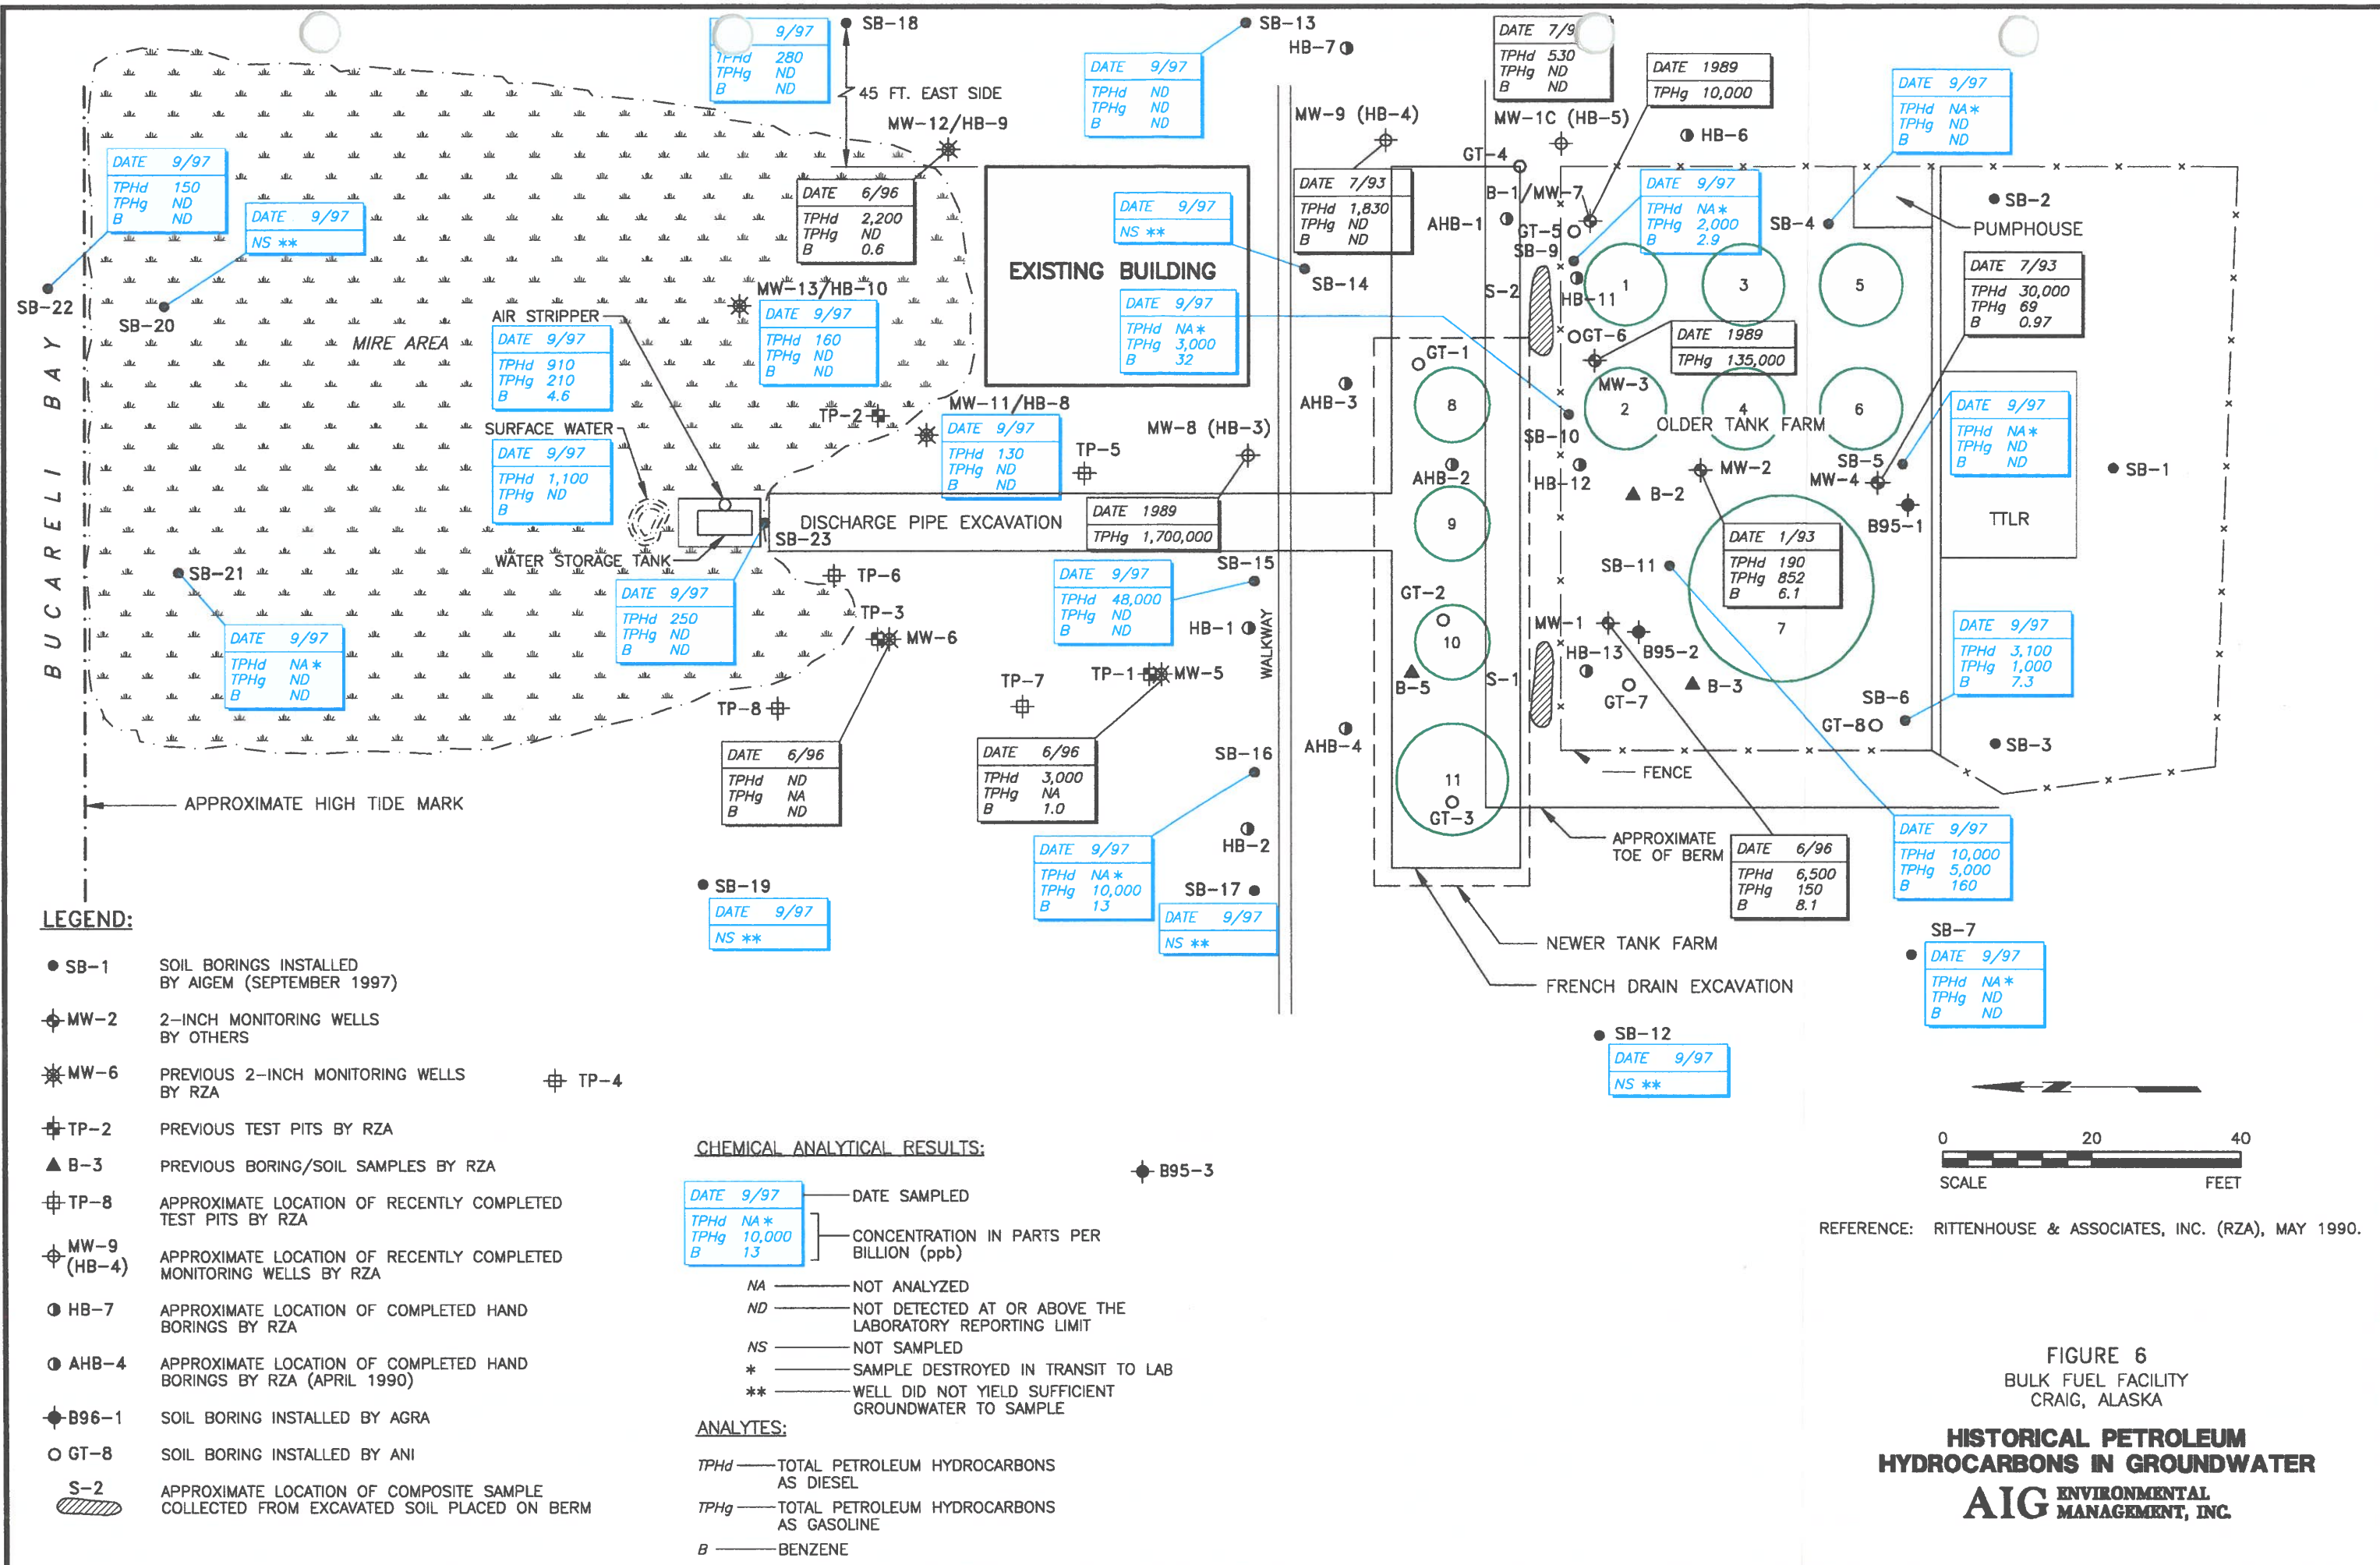 9/97
TPHd 280
TPHg ND
B ND
SB-18
45 FT. EAST SIDE
SB-13
DATE 9/97
TPHd ND
TPHg ND
B ND
HB-7
DATE 7/9
TPHd 530
TPHg ND
B ND
DATE 1989
TPHg 10,000
DATE 9/97
TPHd NA*
TPHg ND
B ND
MW-12/HB-9
MW-9 (HB-4)
MW-1C (HB-5)
HB-6
GT-4
DATE 9/97
TPHd 150
TPHg ND
B ND
DATE 9/97
NS **
DATE 6/96
TPHd 2,200
TPHg ND
B 0.6
DATE 9/97
NS **
DATE 7/93
TPHd 1,830
TPHg ND
B ND
B-1/MW-7
AHB-1
GT-5
SB-9
DATE 9/97
TPHd NA*
TPHg 2,000
B 2.9
SB-4
SB-2
PUMPHOUSE
EXISTING BUILDING
SB-14
S-2
HB-11
1
3
5
DATE 7/93
TPHd 30,000
TPHg 69
B 0.97
SB-22
SB-20
MIRE AREA
MW-13/HB-10
DATE 9/97
TPHd 160
TPHg ND
B ND
AIR STRIPPER
DATE 9/97
TPHd 910
TPHg 210
B 4.6
DATE 9/97
TPHd NA*
TPHg 3,000
B 32
GT-6
DATE 1989
TPHg 135,000
MW-3
GT-1
8
AHB-3
2
4
6
OLDER TANK FARM
DATE 9/97
TPHd NA*
TPHg ND
B ND
BUCARELI BAY
TP-2
MW-11/HB-8
DATE 9/97
TPHd 130
TPHg ND
B ND
TP-5
MW-8 (HB-3)
SB-10
SURFACE WATER
DATE 9/97
TPHd 1,100
TPHg ND
B
AHB-2
HB-12
MW-2
B-2
SB-5
MW-4
B95-1
SB-1
TTLR
DISCHARGE PIPE EXCAVATION
DATE 1989
TPHg 1,700,000
9
SB-23
WATER STORAGE TANK
DATE 1/93
TPHd 190
TPHg 852
B 6.1
SB-21
TP-6
SB-15
DATE 9/97
TPHd 48,000
TPHg ND
B ND
SB-11
DATE 9/97
TPHd 250
TPHg ND
B ND
TP-3
MW-6
HB-1
WALKWAY
GT-2
10
MW-1
B95-2
7
DATE 9/97
TPHd NA*
TPHg ND
B ND
DATE 9/97
TPHd 3,100
TPHg 1,000
B 7.3
TP-8
TP-7
TP-1
MW-5
B-5
S-1
HB-13
GT-7
B-3
SB-6
GT-8
SB-3
DATE 6/96
TPHd ND
TPHg NA
B ND
DATE 6/96
TPHd 3,000
TPHg NA
B 1.0
SB-16
AHB-4
11
GT-3
FENCE
APPROXIMATE HIGH TIDE MARK
DATE 9/97
TPHd NA*
TPHg 10,000
B 13
HB-2
APPROXIMATE
TOE OF BERM
DATE 6/96
TPHd 6,500
TPHg 150
B 8.1
DATE 9/97
TPHd 10,000
TPHg 5,000
B 160
SB-19
DATE 9/97
NS **
SB-17
DATE 9/97
NS **
NEWER TANK FARM
FRENCH DRAIN EXCAVATION
SB-7
DATE 9/97
TPHd NA*
TPHg ND
B ND
SB-12
DATE 9/97
NS **
TP-4
B95-3
LEGEND:
SB-1 SOIL BORINGS INSTALLED
BY AIGEM (SEPTEMBER 1997)
MW-2 2-INCH MONITORING WELLS
BY OTHERS
MW-6 PREVIOUS 2-INCH MONITORING WELLS
BY RZA
TP-2 PREVIOUS TEST PITS BY RZA
B-3 PREVIOUS BORING/SOIL SAMPLES BY RZA
TP-8 APPROXIMATE LOCATION OF RECENTLY COMPLETED
TEST PITS BY RZA
MW-9
(HB-4) APPROXIMATE LOCATION OF RECENTLY COMPLETED
MONITORING WELLS BY RZA
HB-7 APPROXIMATE LOCATION OF COMPLETED HAND
BORINGS BY RZA
AHB-4 APPROXIMATE LOCATION OF COMPLETED HAND
BORINGS BY RZA (APRIL 1990)
B96-1 SOIL BORING INSTALLED BY AGRA
GT-8 SOIL BORING INSTALLED BY ANI
S-2 APPROXIMATE LOCATION OF COMPOSITE SAMPLE
COLLECTED FROM EXCAVATED SOIL PLACED ON BERM
CHEMICAL ANALYTICAL RESULTS:
DATE 9/97 DATE SAMPLED
TPHd NA*
TPHg 10,000
B 13
CONCENTRATION IN PARTS PER
BILLION (ppb)
NA NOT ANALYZED
ND NOT DETECTED AT OR ABOVE THE
LABORATORY REPORTING LIMIT
NS NOT SAMPLED
* SAMPLE DESTROYED IN TRANSIT TO LAB
** WELL DID NOT YIELD SUFFICIENT
GROUNDWATER TO SAMPLE
ANALYTES:
TPHd TOTAL PETROLEUM HYDROCARBONS
AS DIESEL
TPHg TOTAL PETROLEUM HYDROCARBONS
AS GASOLINE
B BENZENE
Z
0 20 40
SCALE FEET
REFERENCE: RITTENHOUSE & ASSOCIATES, INC. (RZA), MAY 1990.
FIGURE 6
BULK FUEL FACILITY
CRAIG, ALASKA
HISTORICAL PETROLEUM
HYDROCARBONS IN GROUNDWATER
AIG ENVIRONMENTAL
MANAGEMENT, INC.